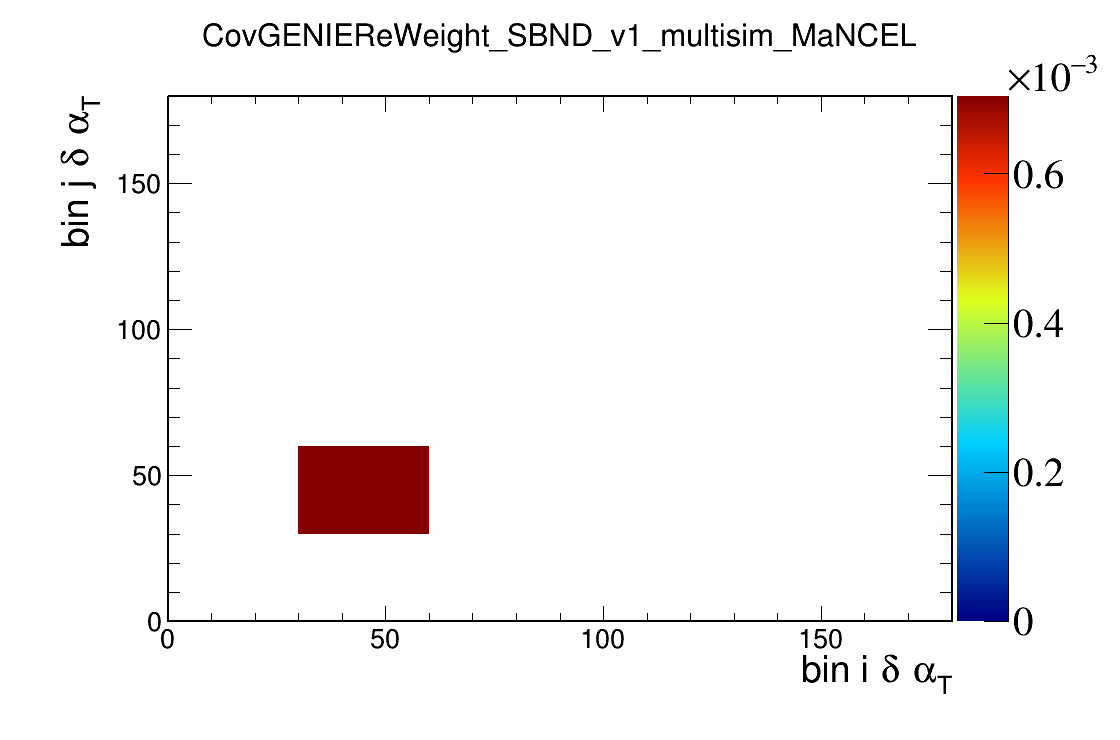 CovGENIEReWeight_SBND_v1_multisim_MaNCEL
×10⁻³
bin j δ α_T
150
100
50
0
0.6
0.4
0.2
0
0 50 100 150
bin i δ α_T